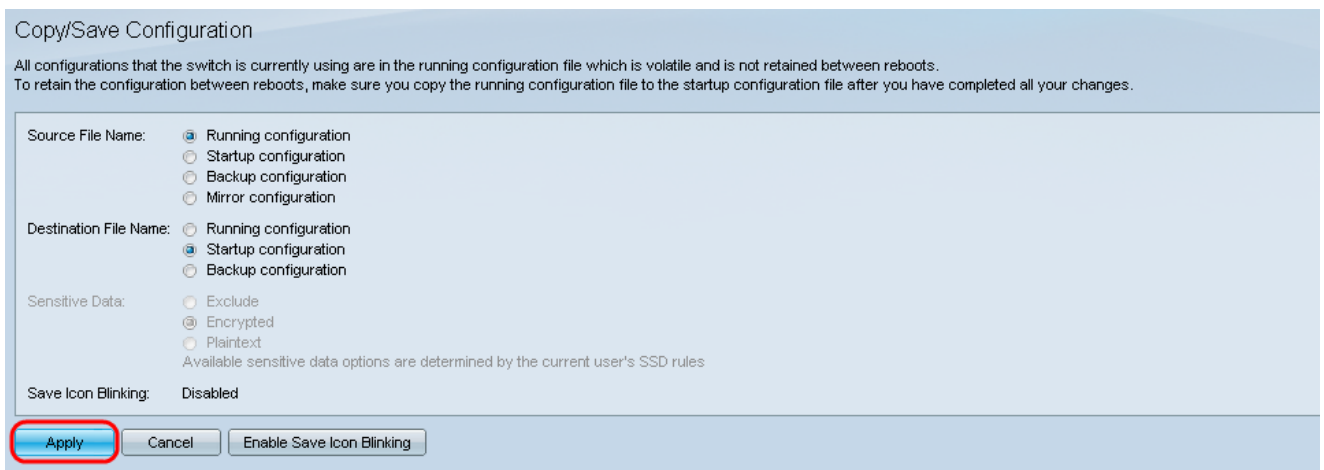 Copy/Save Configuration
All configurations that the switch is currently using are in the running configuration file which is volatile and is not retained between reboots.
To retain the configuration between reboots, make sure you copy the running configuration file to the startup configuration file after you have completed all your changes.
Source File Name: Running configuration
Startup configuration
Backup configuration
Mirror configuration
Destination File Name: Running configuration
Startup configuration
Backup configuration
Sensitive Data: Exclude
Encrypted
Plaintext
Available sensitive data options are determined by the current user's SSD rules
Save Icon Blinking: Disabled
Apply Cancel Enable Save Icon Blinking